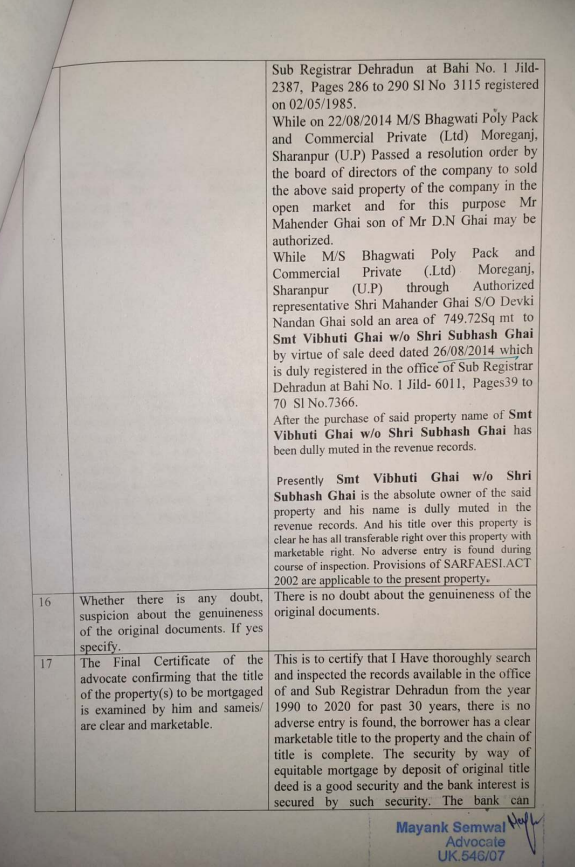 Sub Registrar Dehradun at Bahi No. 1 Jild-
2387, Pages 286 to 290 Sl No 3115 registered
on 02/05/1985.
While on 22/08/2014 M/S Bhagwati Poly Pack
and Commercial Private (Ltd) Moreganj,
Sharanpur (U.P) Passed a resolution order by
the board of directors of the company to sold
the above said property of the company in the
open market and for this purpose Mr
Mahender Ghai son of Mr D.N Ghai may be
authorized.
While M/S Bhagwati Poly Pack and
Commercial Private (.Ltd) Moreganj,
Sharanpur (U.P) through Authorized
representative Shri Mahander Ghai S/O Devki
Nandan Ghai sold an area of 749.72Sq mt to
Smt Vibhuti Ghai w/o Shri Subhash Ghai
by virtue of sale deed dated 26/08/2014 which
is duly registered in the office of Sub Registrar
Dehradun at Bahi No. 1 Jild- 6011, Pages39 to
70 Sl No.7366.
After the purchase of said property name of Smt
Vibhuti Ghai w/o Shri Subhash Ghai has
been dully muted in the revenue records.
Presently Smt Vibhuti Ghai w/o Shri
Subhash Ghai is the absolute owner of the said
property and his name is dully muted in the
revenue records. And his title over this property is
clear he has all transferable right over this property with
marketable right. No adverse entry is found during
course of inspection. Provisions of SARFAESI.ACT
2002 are applicable to the present property.
16
Whether there is any doubt,
suspicion about the genuineness
of the original documents. If yes
specify.
There is no doubt about the genuineness of the
original documents.
17
The Final Certificate of the
advocate confirming that the title
of the property(s) to be mortgaged
is examined by him and sameis/
are clear and marketable.
This is to certify that I Have thoroughly search
and inspected the records available in the office
of and Sub Registrar Dehradun from the year
1990 to 2020 for past 30 years, there is no
adverse entry is found, the borrower has a clear
marketable title to the property and the chain of
title is complete. The security by way of
equitable mortgage by deposit of original title
deed is a good security and the bank interest is
secured by such security. The bank can
Mayank Semwal
Advocate
UK.546/07